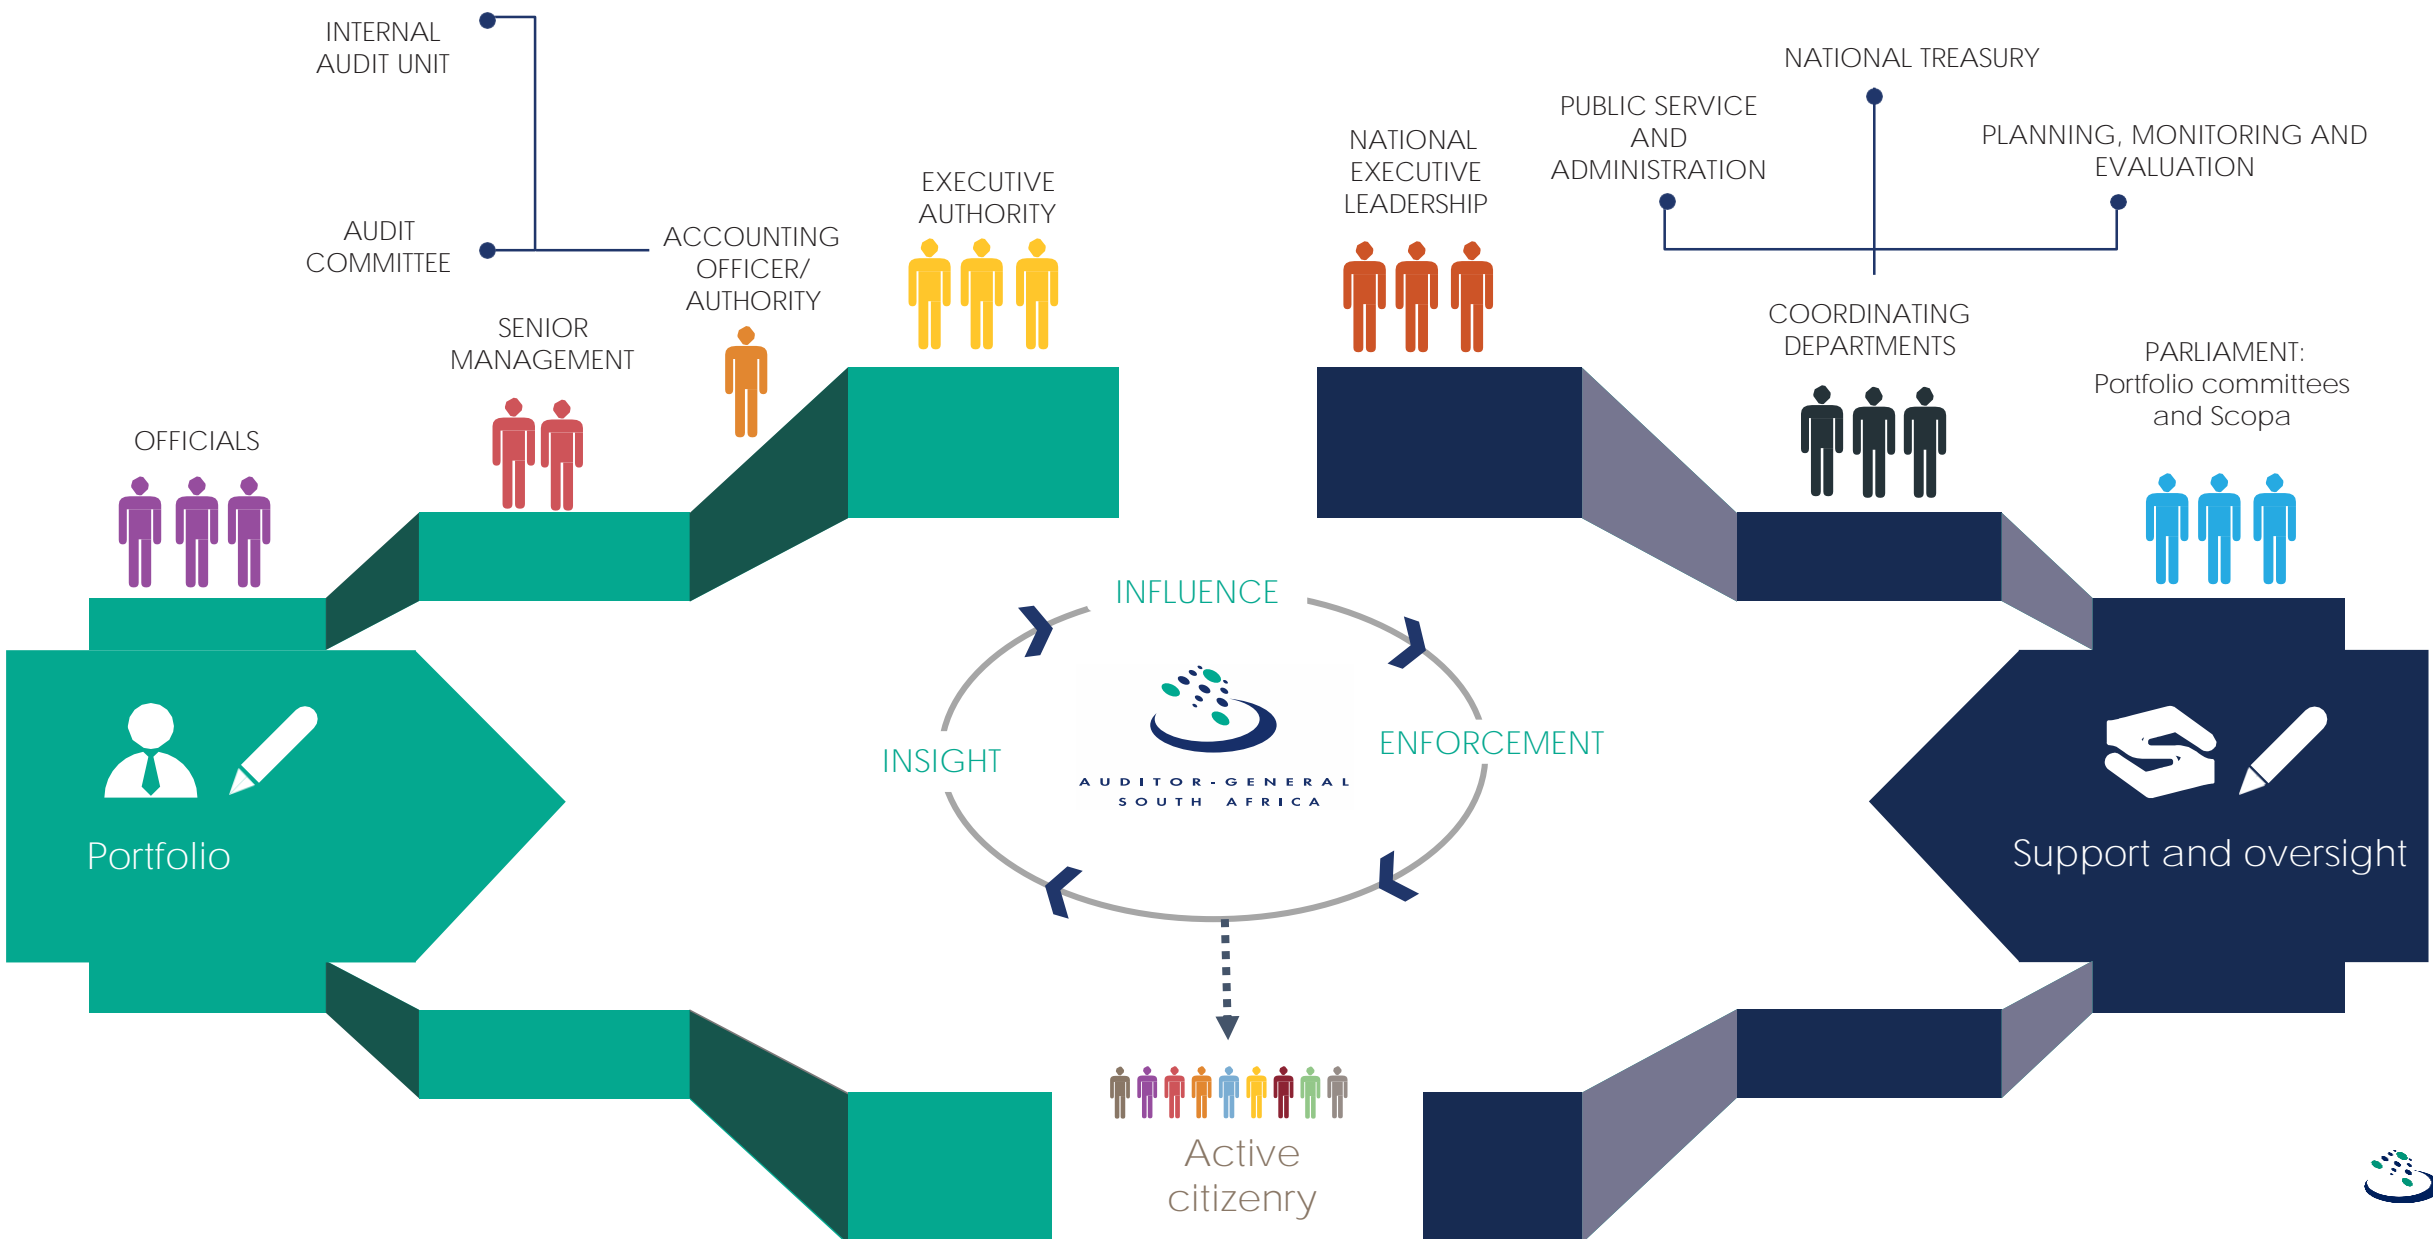 INTERNAL
AUDIT UNIT
AUDIT
COMMITTEE
ACCOUNTING
OFFICER/
AUTHORITY
EXECUTIVE
AUTHORITY
SENIOR
MANAGEMENT
OFFICIALS
NATIONAL
EXECUTIVE
LEADERSHIP
PUBLIC SERVICE
AND
ADMINISTRATION
NATIONAL TREASURY
PLANNING, MONITORING AND
EVALUATION
COORDINATING
DEPARTMENTS
PARLIAMENT:
Portfolio committees
and Scopa
INFLUENCE
INSIGHT
ENFORCEMENT
AUDITOR-GENERAL
SOUTH AFRICA
Portfolio
Support and oversight
Active
citizenry